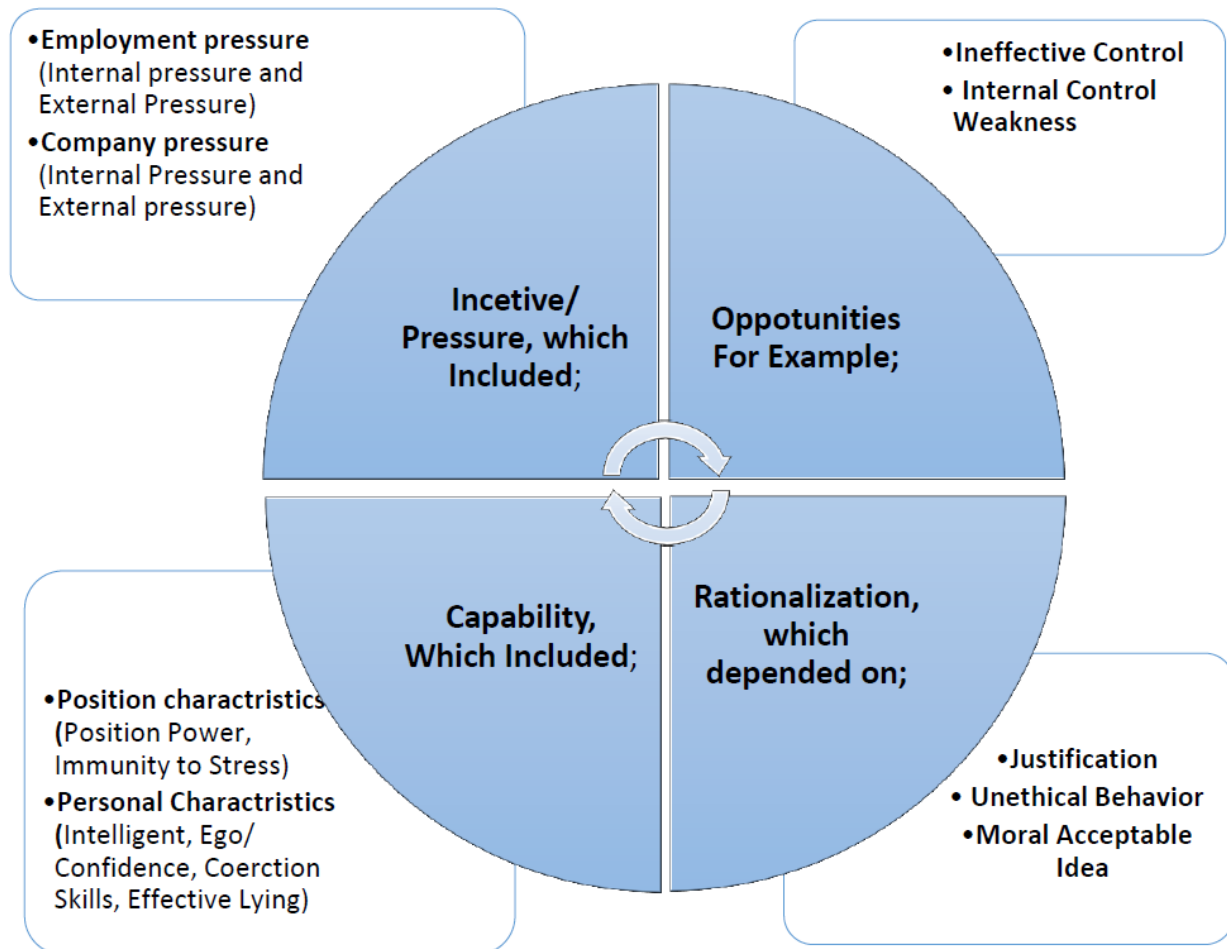 •Employment pressure
(Internal pressure and
External Pressure)
•Company pressure
(Internal Pressure and
External pressure)
•Ineffective Control
• Internal Control
Weakness
Incetive/
Pressure, which
Included;
Oppotunities
For Example;
Capability,
Which Included;
Rationalization,
which
depended on;
•Position charactristics
(Position Power,
Immunity to Stress)
•Personal Charactristics
(Intelligent, Ego/
Confidence, Coerction
Skills, Effective Lying)
•Justification
• Unethical Behavior
•Moral Acceptable
Idea